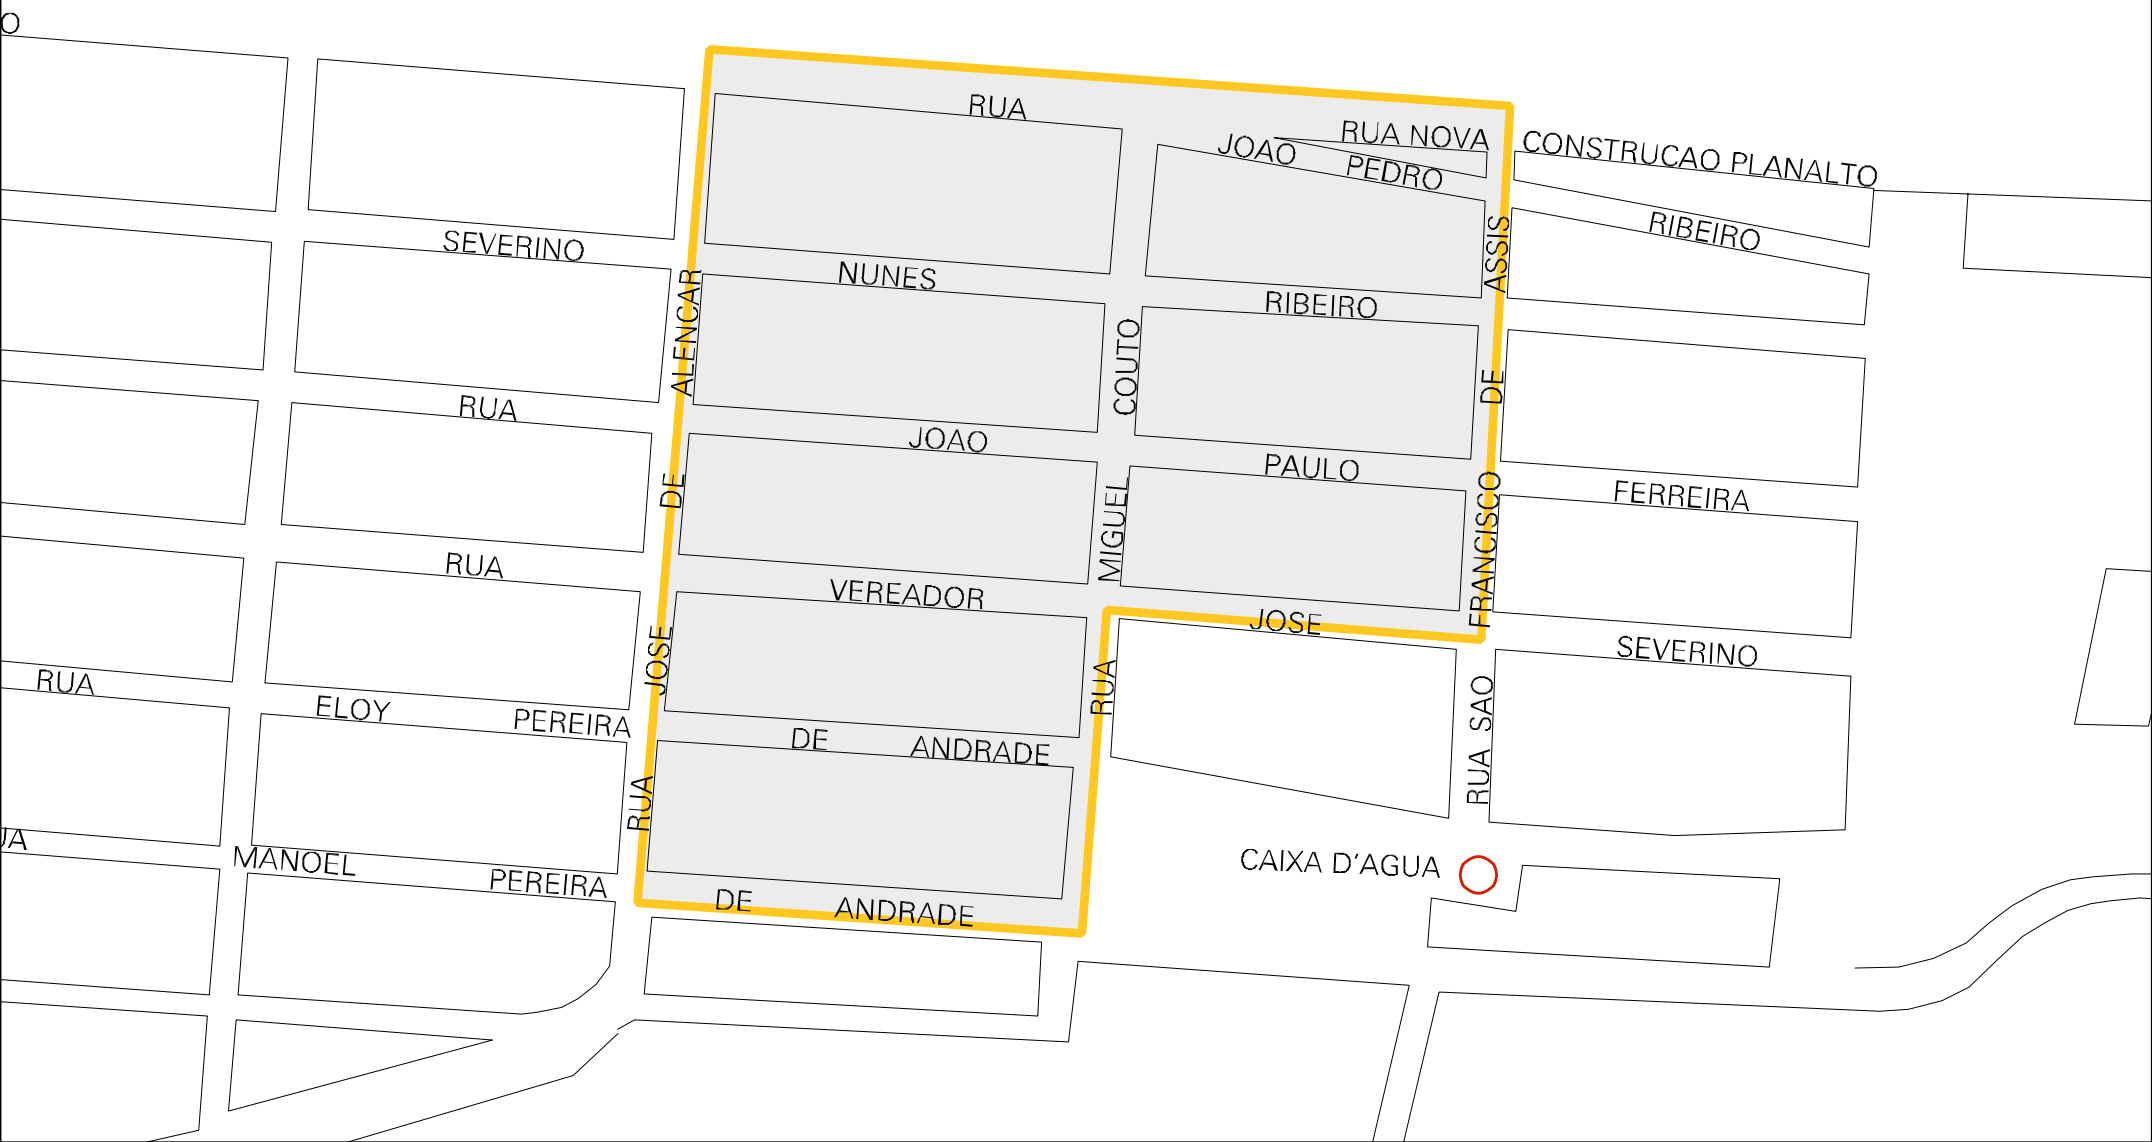 O
RUA
RUA NOVA
CONSTRUCAO PLANALTO
JOAO PEDRO RIBEIRO
SEVERINO NUNES RIBEIRO
RUA JOAO PAULO FERREIRA
RUA VEREADOR JOSE SEVERINO
RUA ELOY PEREIRA DE ANDRADE
UA MANOEL PEREIRA DE ANDRADE
RUA JOSE DE ALENCAR
RUA MIGUEL COUTO
RUA SAO FRANCISCO DE ASSIS
CAIXA D'AGUA